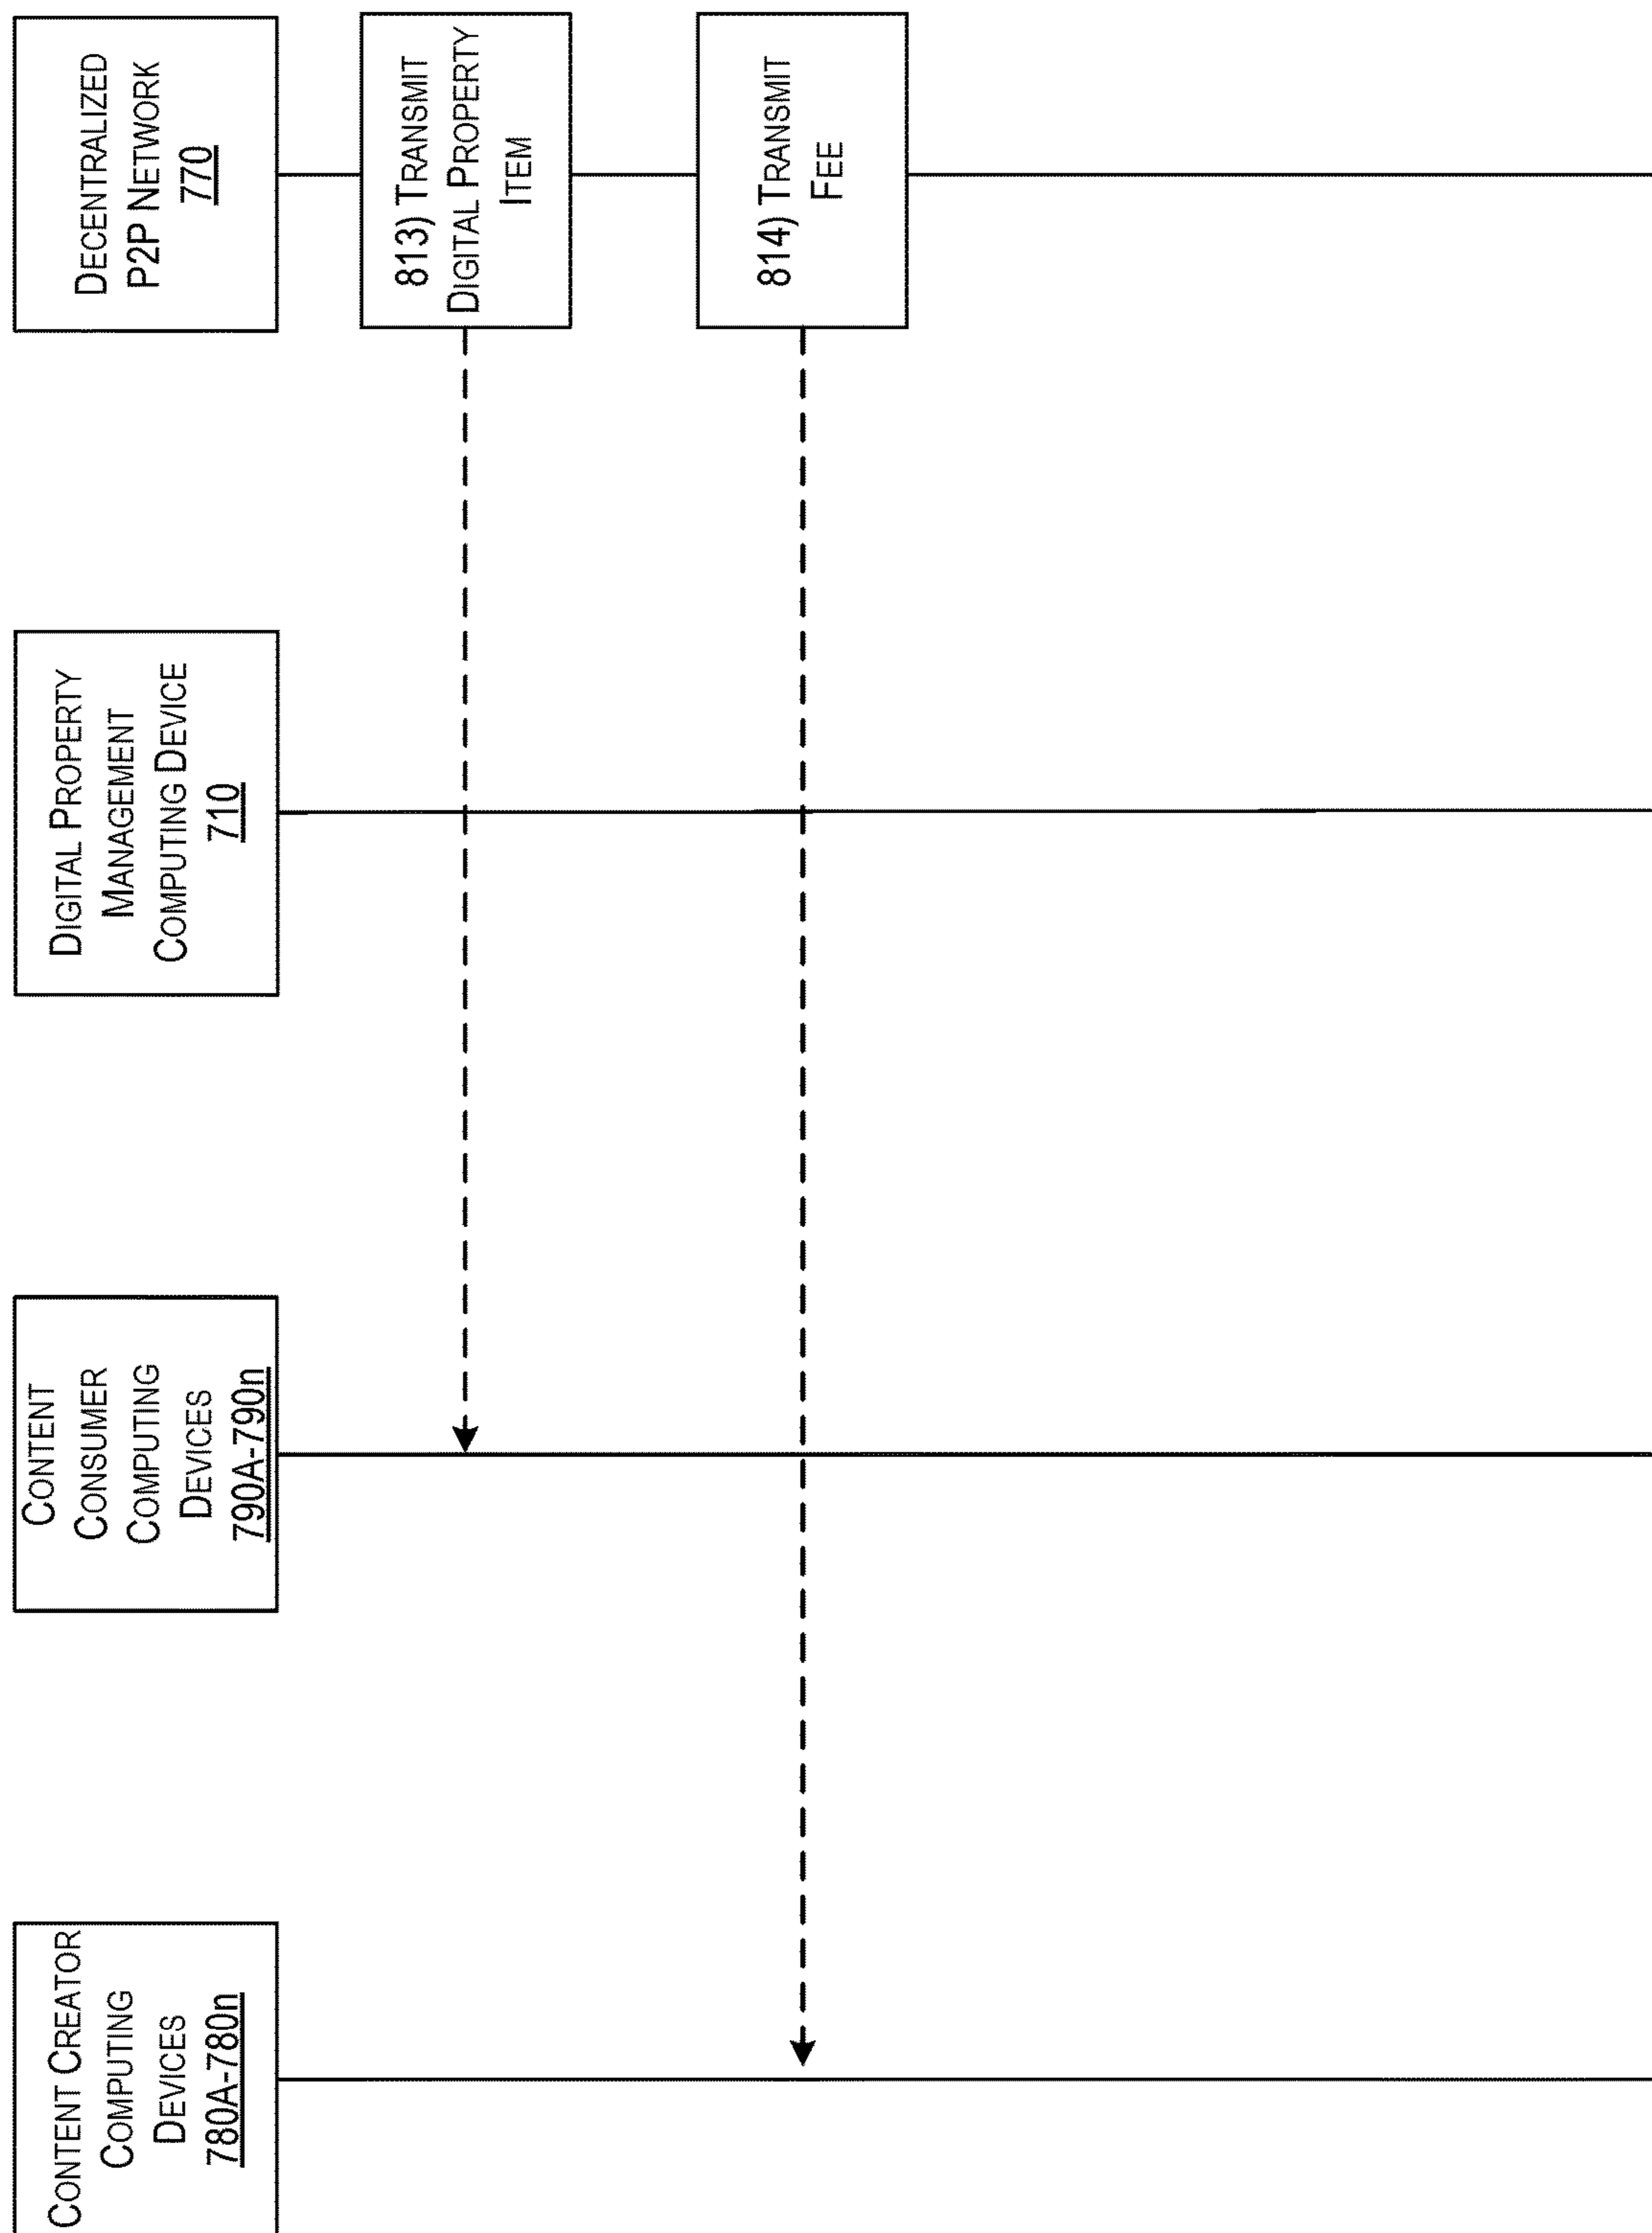 CONTENT CREATOR
COMPUTING
DEVICES
780A-780n
CONTENT
CONSUMER
COMPUTING
DEVICES
790A-790n
DIGITAL PROPERTY
MANAGEMENT
COMPUTING DEVICE
710
DECENTRALIZED
P2P NETWORK
770
813) TRANSMIT
DIGITAL PROPERTY
ITEM
814) TRANSMIT
FEE